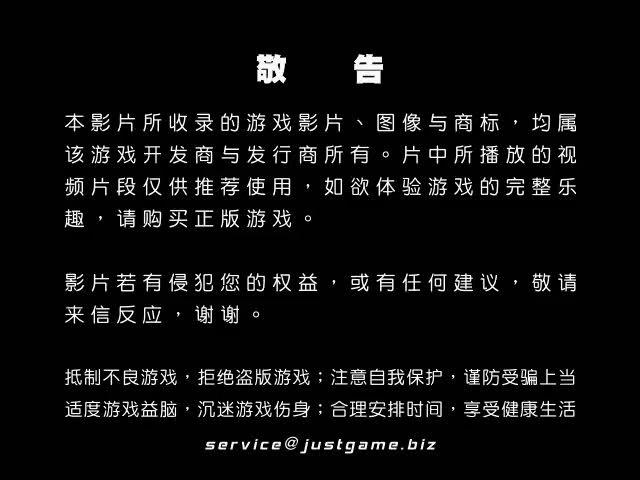 敬 告
本影片所收录的游戏影片、图像与商标，均属
该游戏开发商与发行商所有。片中所播放的视
频片段仅供推荐使用，如欲体验游戏的完整乐
趣，请购买正版游戏。
影片若有侵犯您的权益，或有任何建议，敬请
来信反应，谢谢。
抵制不良游戏，拒绝盗版游戏；注意自我保护，谨防受骗上当
适度游戏益脑，沉迷游戏伤身；合理安排时间，享受健康生活
service@justgame.biz